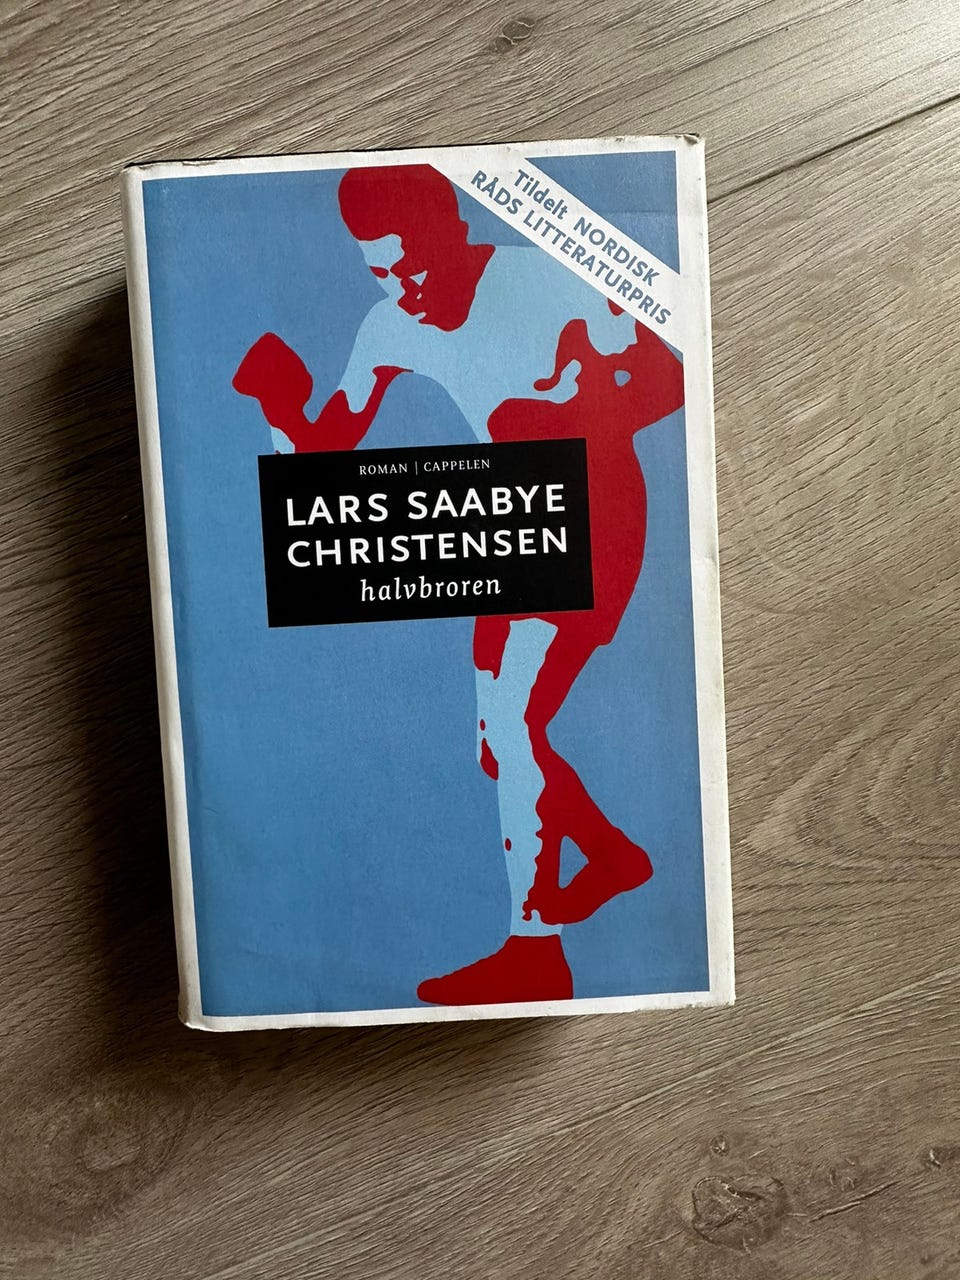 Tildelt NORDISK
RÅDS LITTERATURPRIS
ROMAN | CAPPELEN
LARS SAABYE
CHRISTENSEN
halvbroren